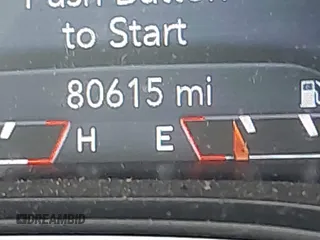 Push Button
to Start
80615 mi
H E
DREAMBID